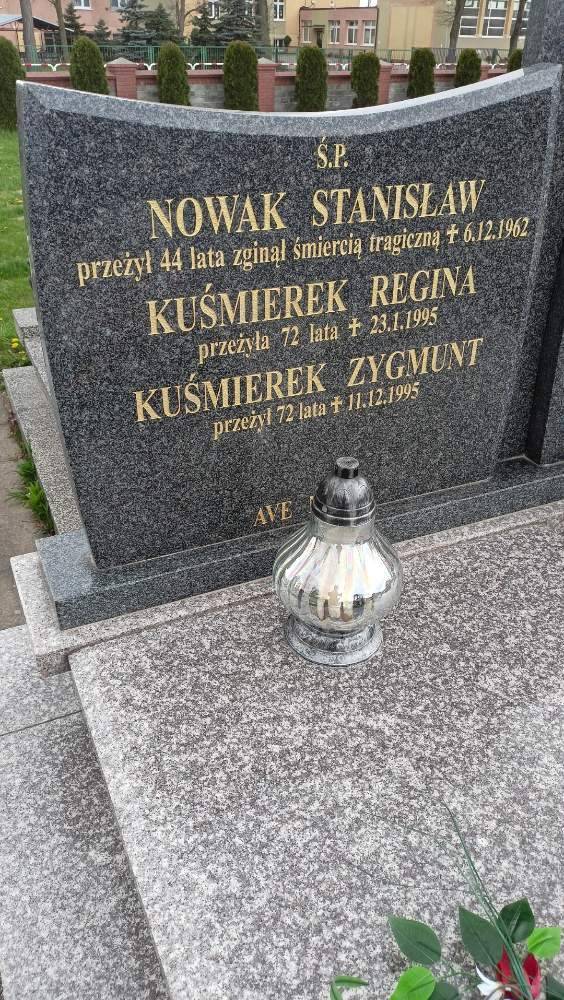 Ś.P.
NOWAK STANISŁAW
przeżył 44 lata zginął śmiercią tragiczną ✝ 6.12.1962
KUŚMIEREK REGINA
przeżyła 72 lata ✝ 23.1.1995
KUŚMIEREK ZYGMUNT
przeżył 72 lata ✝ 11.12.1995
AVE